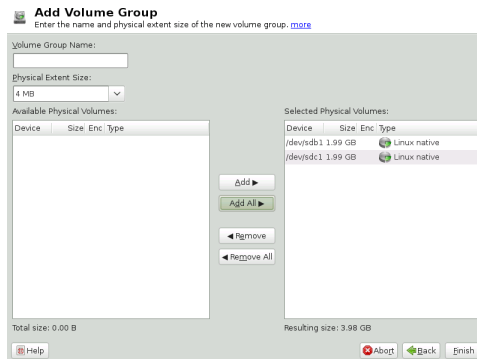 Add Volume Group
Enter the name and physical extent size of the new volume group. more
Volume Group Name:
Physical Extent Size:
4 MB
Available Physical Volumes:
Device Size Enc Type
Total size: 0.00 B
Add
Add All
Remove
Remove All
Selected Physical Volumes:
Device Size Enc Type
/dev/sdb1 1.99 GB Linux native
/dev/sdc1 1.99 GB Linux native
Resulting size: 3.98 GB
Help
Abort
Back
Finish